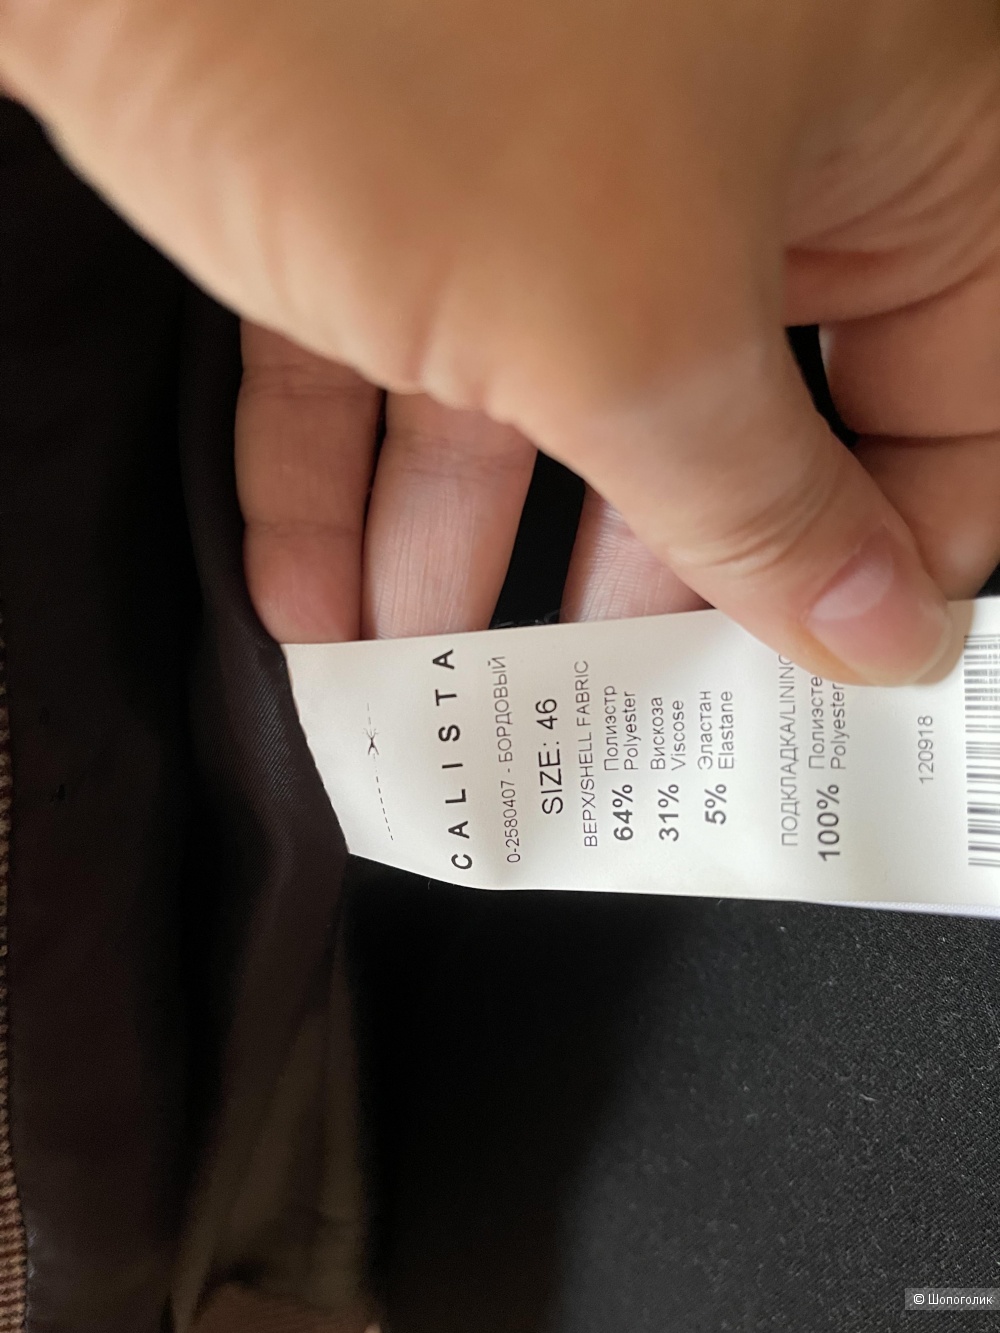 CALISTA
0-2580407 - БОРДОВЫЙ
SIZE: 46
ВЕРХ/SHELL FABRIC
64% Полиэстр
Polyester
31% Вискоза
Viscose
5% Эластан
Elastane
ПОДКЛАДКА/LINING
100% Полиэсте
Polyester
120918
© Шопоголик